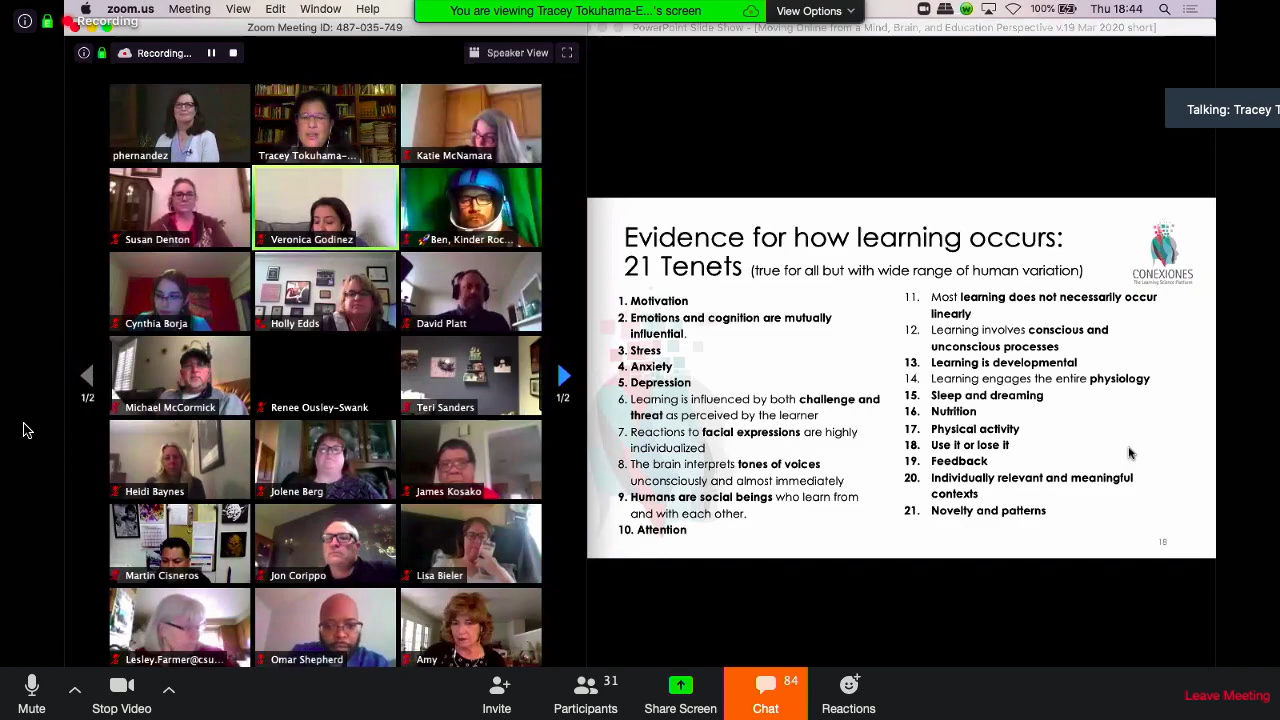 zoom.us Meeting View Edit Window Help
You are viewing Tracey Tokuhama-E...'s screen
View Options
100%
Thu 18:44
Recording
Zoom Meeting ID: 487-035-749
PowerPoint Slide Show - [Moving Online from a Mind, Brain, and Education Perspective v.19 Mar 2020 short]
Recording...
Speaker View
Talking: Tracey T
phernandez
Tracey Tokuhama-...
Katie McNamara
Susan Denton
Veronica Godinez
Ben, Kinder Roc...
Cynthia Borja
Holly Edds
David Platt
1/2
Michael McCormick
Renee Ousley-Swank
Teri Sanders
1/2
Heidi Baynes
Jolene Berg
James Kosako
Martin Cisneros
Jon Corippo
Lisa Bieler
Lesley.Farmer@csu...
Omar Shepherd
Amy
Evidence for how learning occurs:
21 Tenets (true for all but with wide range of human variation)
CONEXIONES
The Learning Science Platform
1. Motivation
2. Emotions and cognition are mutually
influential.
3. Stress
4. Anxiety
5. Depression
6. Learning is influenced by both challenge and
threat as perceived by the learner
7. Reactions to facial expressions are highly
individualized
8. The brain interprets tones of voices
unconsciously and almost immediately
9. Humans are social beings who learn from
and with each other.
10. Attention
11. Most learning does not necessarily occur
linearly
12. Learning involves conscious and
unconscious processes
13. Learning is developmental
14. Learning engages the entire physiology
15. Sleep and dreaming
16. Nutrition
17. Physical activity
18. Use it or lose it
19. Feedback
20. Individually relevant and meaningful
contexts
21. Novelty and patterns
18
Mute
Stop Video
Invite
31
Participants
Share Screen
84
Chat
Reactions
Leave Meeting